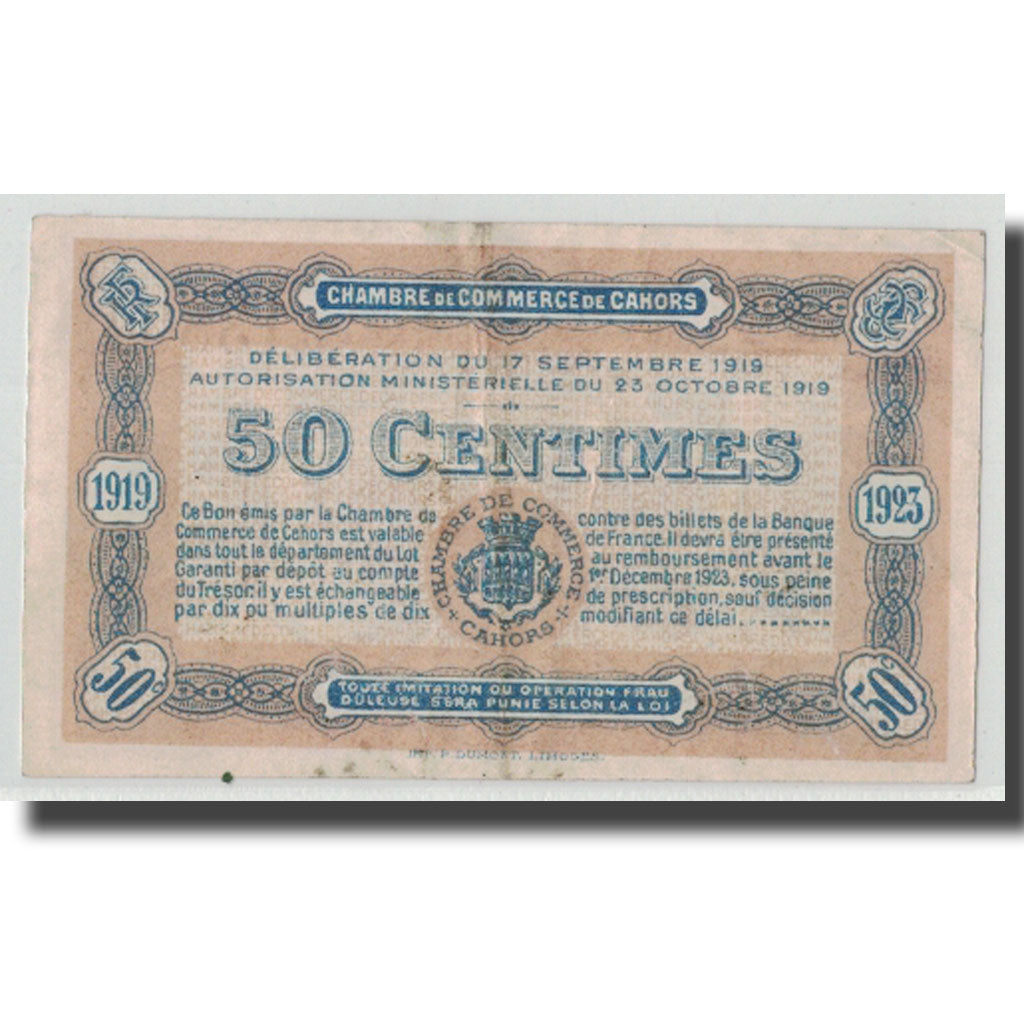 RF
CHAMBRE DE COMMERCE DE CAHORS
DÉLIBÉRATION DU 17 SEPTEMBRE 1919
AUTORISATION MINISTERIELLE DU 23 OCTOBRE 1919
50 CENTIMES
1919
1923
Ce Bon émis par la Chambre de
Commerce de Cahors est valable
dans tout le département du Lot
Garanti par dépôt au compte
du Trésor, il y est échangeable
par dix ou multiples de dix
CHAMBRE DE COMMERCE
+ CAHORS +
contre des billets de la Banque
de France. Il devra être présenté
au remboursement avant le
1er Décembre 1923, sous peine
de prescription, sauf décision
modifiant ce délai.
50c
50c
TOUTE IMITATION OU OPERATION FRAU
DULEUSE SERA PUNIE SELON LA LOI
IMP. P. DUMONT, LIMOGES.